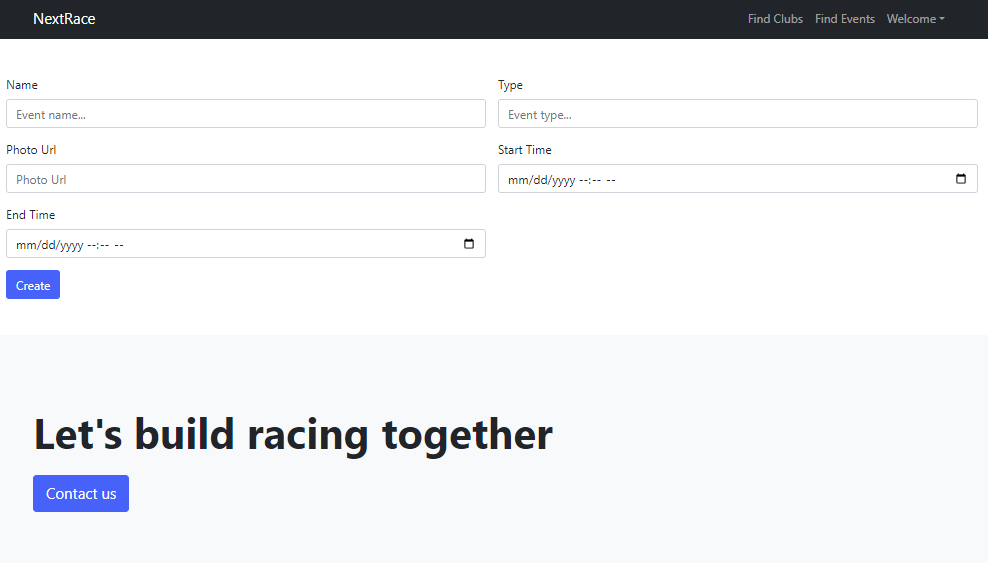 NextRace
Find Clubs Find Events Welcome
Name
Event name...
Type
Event type...
Photo Url
Photo Url
Start Time
mm/dd/yyyy --:-- --
End Time
mm/dd/yyyy --:-- --
Create
Let's build racing together
Contact us